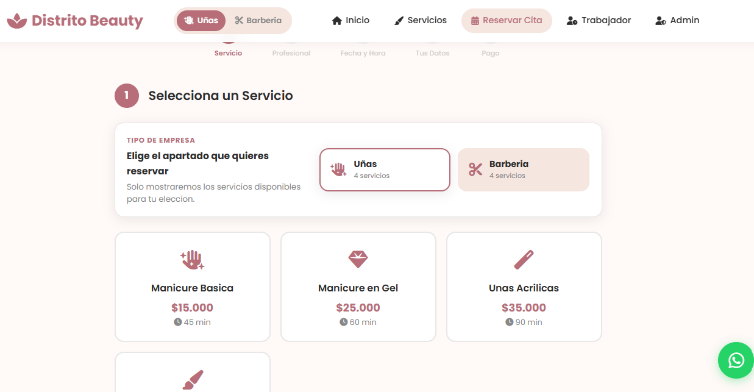 Distrito Beauty
Uñas
Barberia
Inicio
Servicios
Reservar Cita
Trabajador
Admin
Servicio
Profesional
Fecha y Hora
Tus Datos
Pago
1
Selecciona un Servicio
TIPO DE EMPRESA
Elige el apartado que quieres
reservar
Solo mostraremos los servicios disponibles
para tu eleccion.
Uñas
4 servicios
Barberia
4 servicios
Manicure Basica
$15.000
45 min
Manicure en Gel
$25.000
60 min
Unas Acrilicas
$35.000
90 min